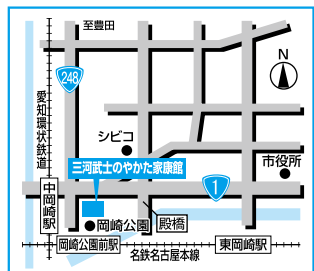 至豊田
N
248
愛知環状鉄道
シビコ
三河武士のやかた家康館
市役所
1
中岡崎駅
岡崎公園
殿橋
岡崎公園前駅
東岡崎駅
名鉄名古屋本線